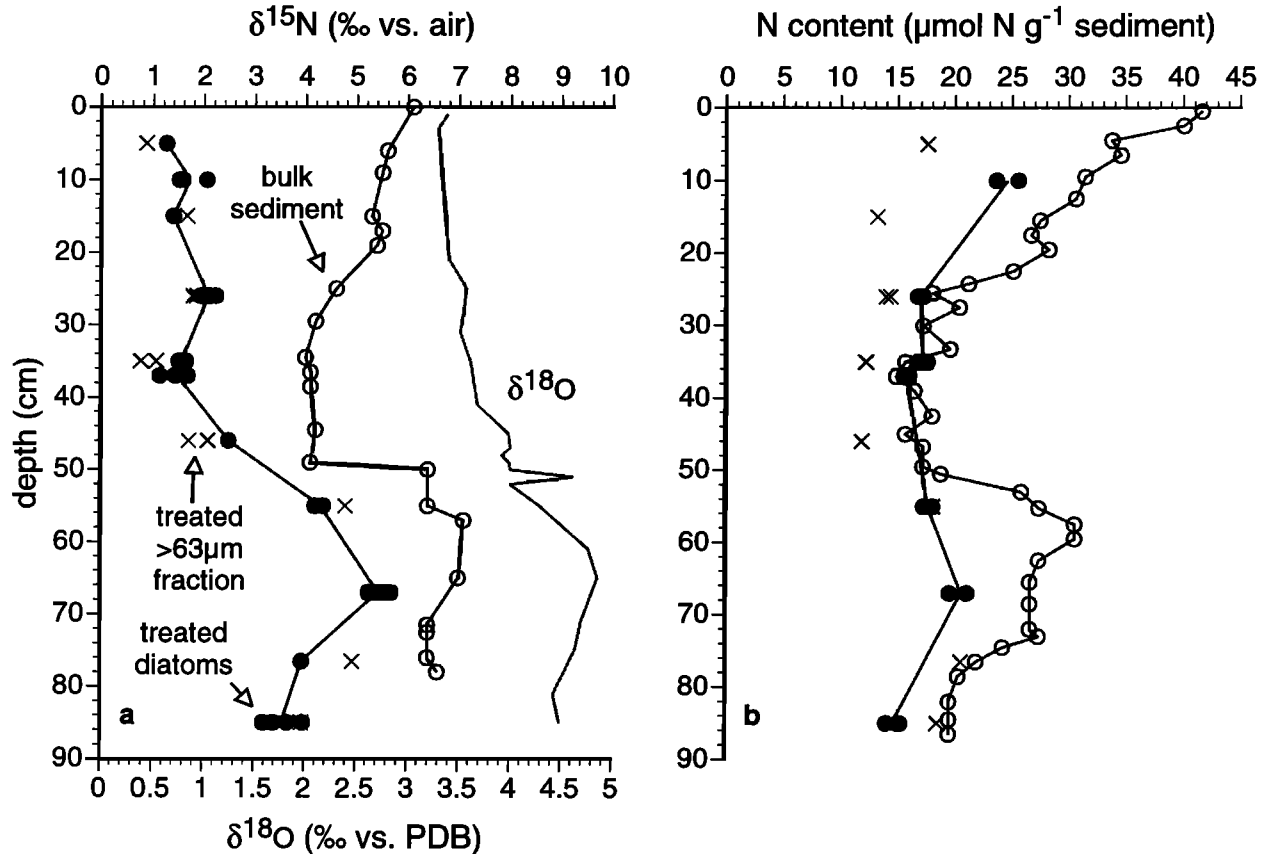 δ¹⁵N (‰ vs. air)
0 1 2 3 4 5 6 7 8 9 10
0
10
20
30
40
50
60
70
80
90
depth (cm)
bulk
sediment
δ¹⁸O
treated
>63µm
fraction
treated
diatoms
a
0 0.5 1 1.5 2 2.5 3 3.5 4 4.5 5
δ¹⁸O (‰ vs. PDB)
N content (µmol N g⁻¹ sediment)
0 5 10 15 20 25 30 35 40 45
0
10
20
30
40
50
60
70
80
90
b